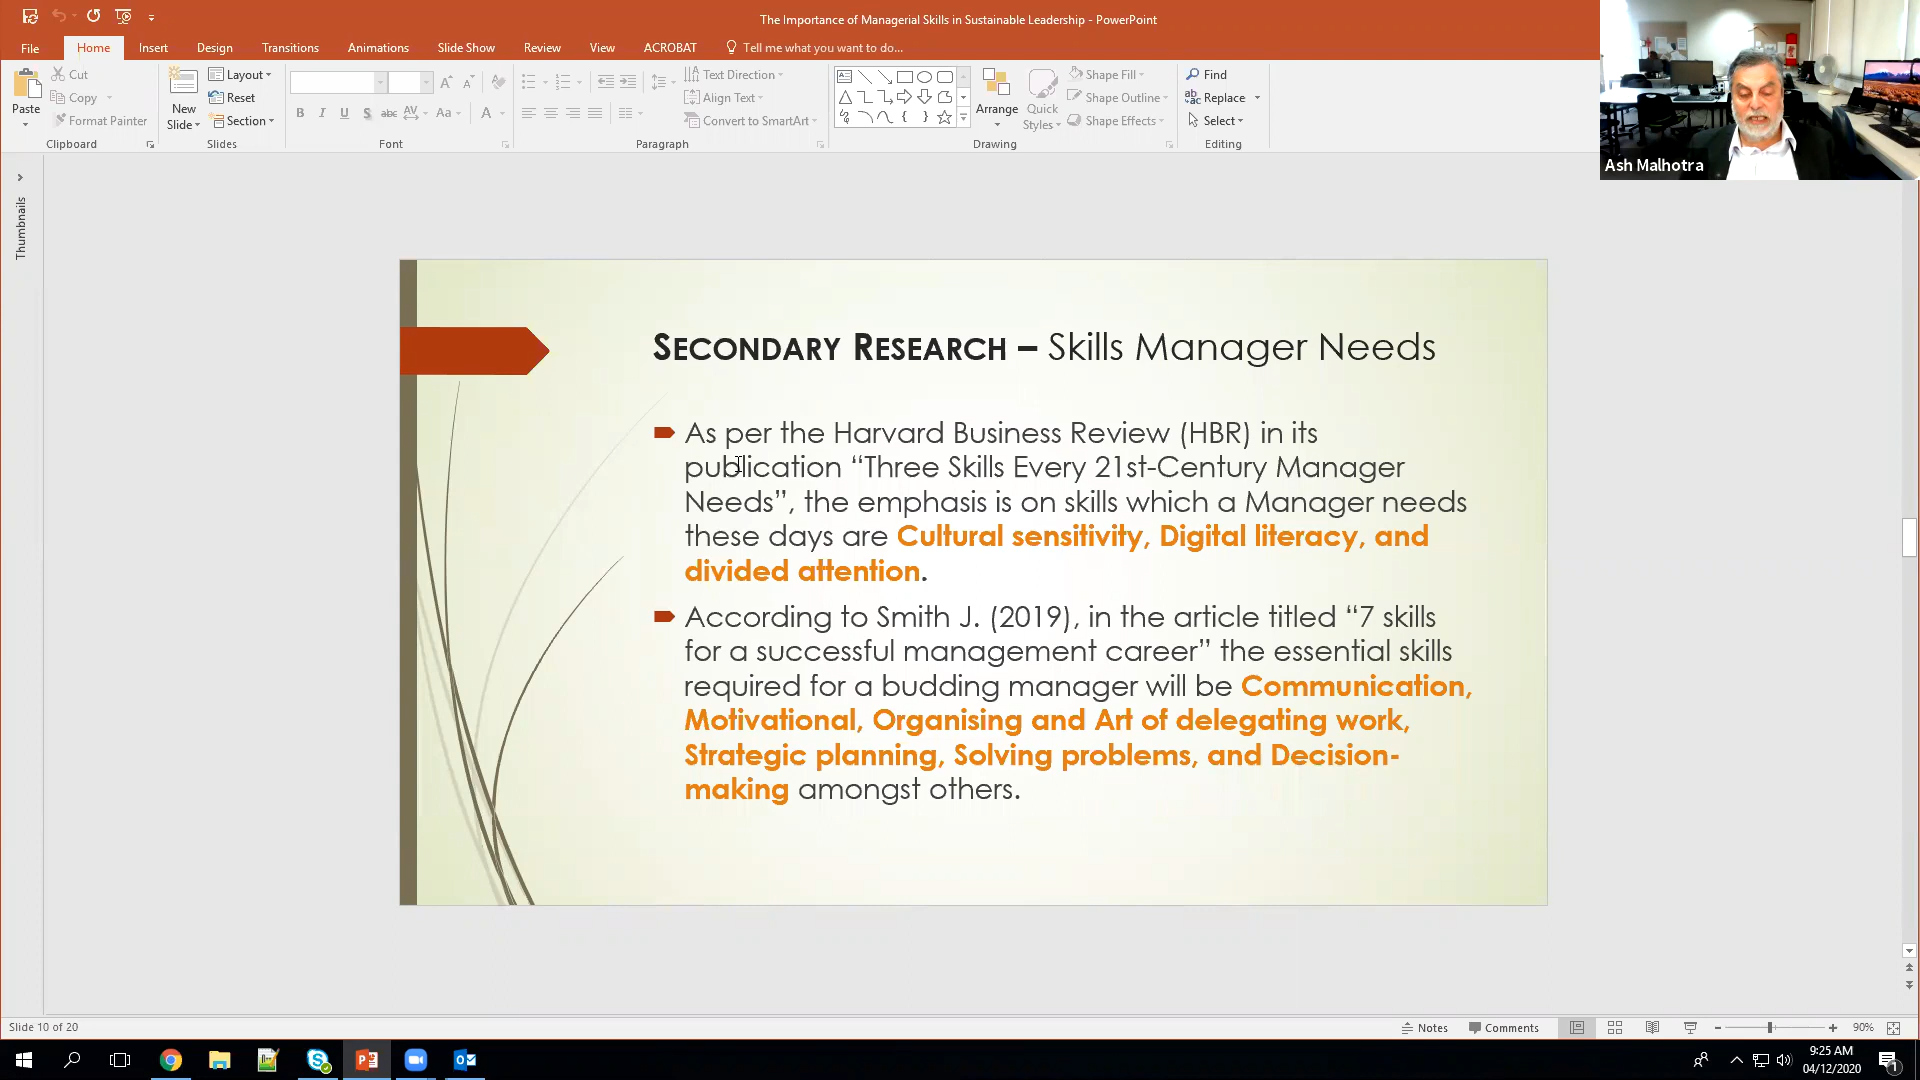 The Importance of Managerial Skills in Sustainable Leadership - PowerPoint
File Home Insert Design Transitions Animations Slide Show Review View ACROBAT Tell me what you want to do...
Paste
Cut
Copy
Format Painter
Clipboard
New
Slide
Layout
Reset
Section
Slides
B I U S abc AV Aa A
Font
Text Direction
Align Text
Convert to SmartArt
Paragraph
Arrange
Quick
Styles
Shape Fill
Shape Outline
Shape Effects
Drawing
Find
Replace
Select
Editing
Ash Malhotra
Thumbnails
SECONDARY RESEARCH – Skills Manager Needs
As per the Harvard Business Review (HBR) in its
publication “Three Skills Every 21st-Century Manager
Needs”, the emphasis is on skills which a Manager needs
these days are Cultural sensitivity, Digital literacy, and
divided attention.
According to Smith J. (2019), in the article titled “7 skills
for a successful management career” the essential skills
required for a budding manager will be Communication,
Motivational, Organising and Art of delegating work,
Strategic planning, Solving problems, and Decision-
making amongst others.
Slide 10 of 20
Notes
Comments
90%
9:25 AM
04/12/2020